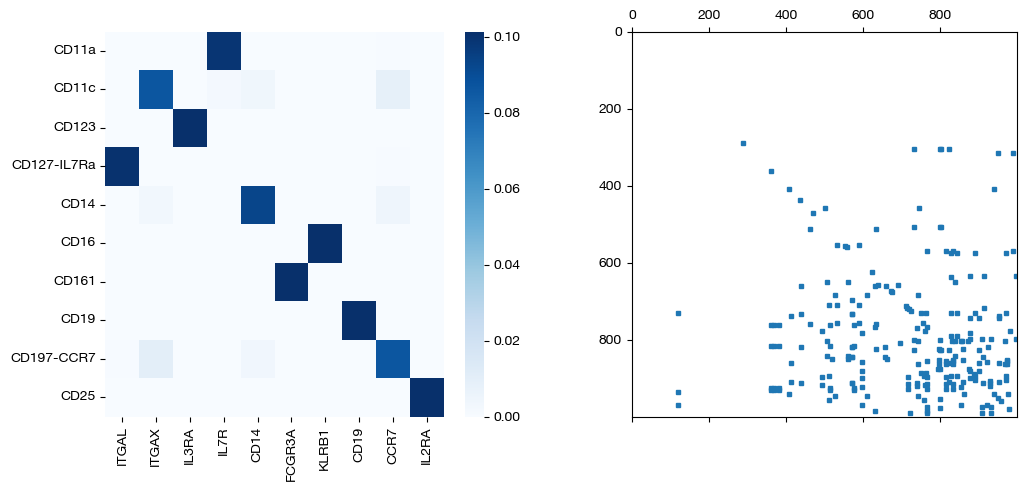 0 200 400 600 800
CD11a
CD11c
CD123
CD127-IL7Ra
CD14
CD16
CD161
CD19
CD197-CCR7
CD25
ITGAL
ITGAX
IL3RA
IL7R
CD14
FCGR3A
KLRB1
CD19
CCR7
IL2RA
0.10
0.08
0.06
0.04
0.02
0.00
0
200
400
600
800